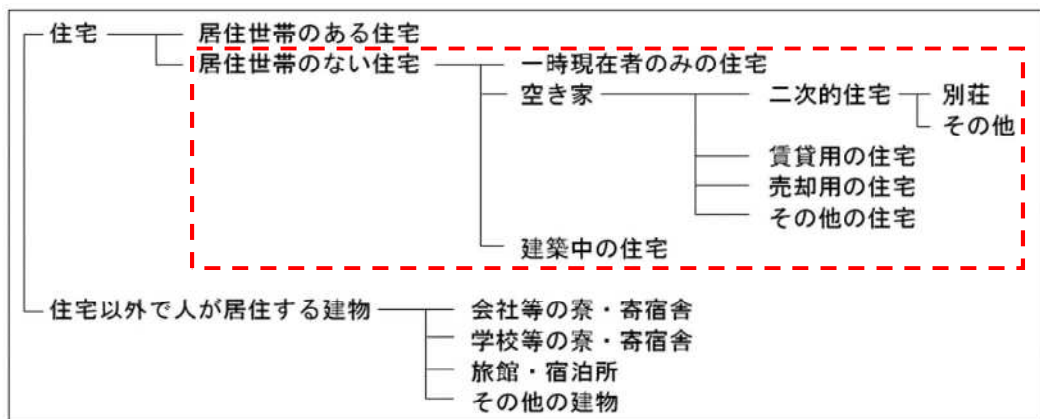 住宅 居住世帯のある住宅
居住世帯のない住宅 一時現在者のみの住宅
空き家 二次的住宅 別荘
その他
賃貸用の住宅
売却用の住宅
その他の住宅
建築中の住宅
住宅以外で人が居住する建物 会社等の寮・寄宿舎
学校等の寮・寄宿舎
旅館・宿泊所
その他の建物